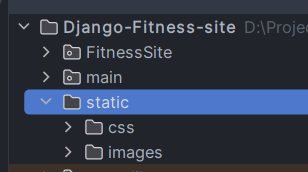 Django-Fitness-site D:\Projec
FitnessSite
main
static
css
images